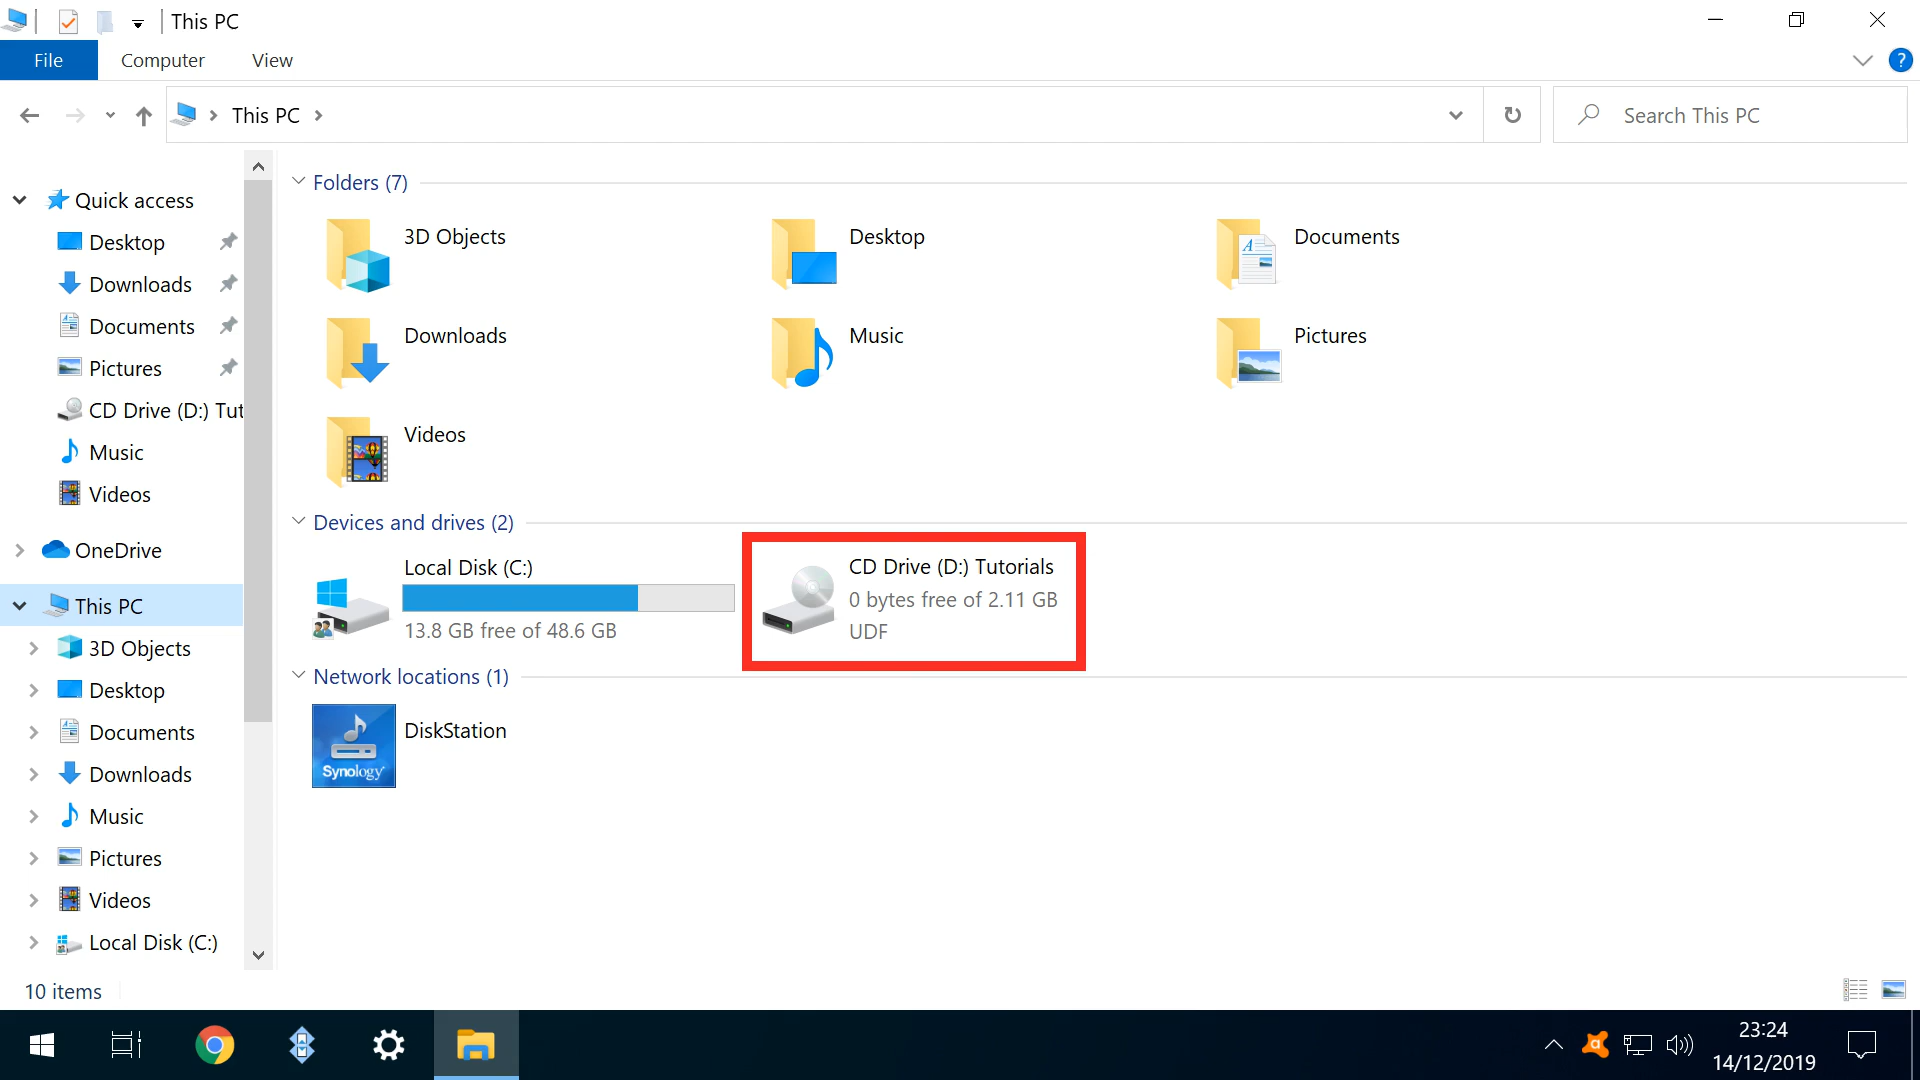 This PC
File Computer View
This PC
Search This PC
Quick access
Desktop
Downloads
Documents
Pictures
CD Drive (D:) Tut
Music
Videos
OneDrive
This PC
3D Objects
Desktop
Documents
Downloads
Music
Pictures
Videos
Local Disk (C:)
Folders (7)
3D Objects
Desktop
Documents
Downloads
Music
Pictures
Videos
Devices and drives (2)
Local Disk (C:)
13.8 GB free of 48.6 GB
CD Drive (D:) Tutorials
0 bytes free of 2.11 GB
UDF
Network locations (1)
Synology
DiskStation
10 items
23:24
14/12/2019